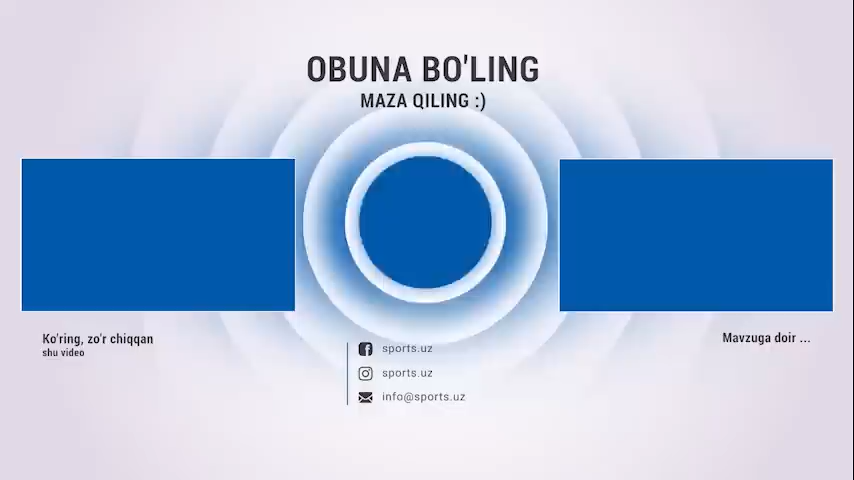 OBUNA BO'LING
MAZA QILING :)
Ko'ring, zo'r chiqqan
shu video
Mavzuga doir ...
sports.uz
sports.uz
info@sports.uz